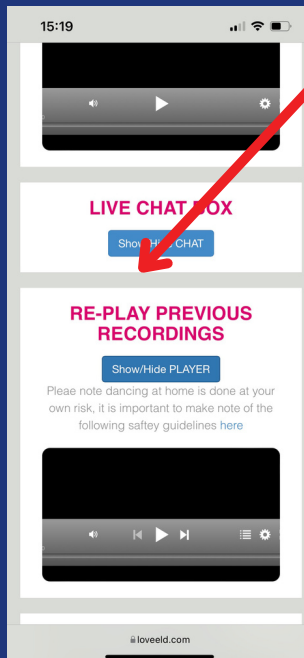 15:19
LIVE CHAT BOX
Show/Hide CHAT
RE-PLAY PREVIOUS
RECORDINGS
Show/Hide PLAYER
Pleae note dancing at home is done at your
own risk, it is important to make note of the
following saftey guidelines here
loveeld.com